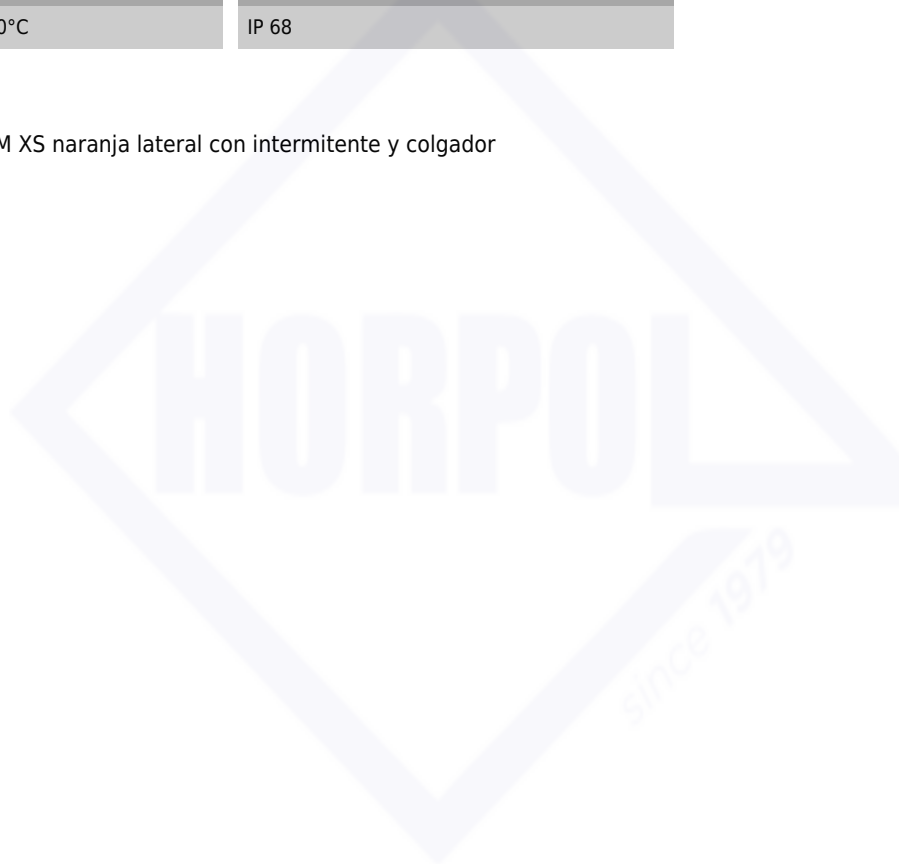 0°C IP 68
M XS naranja lateral con intermitente y colgador
HORPOL
since 1979